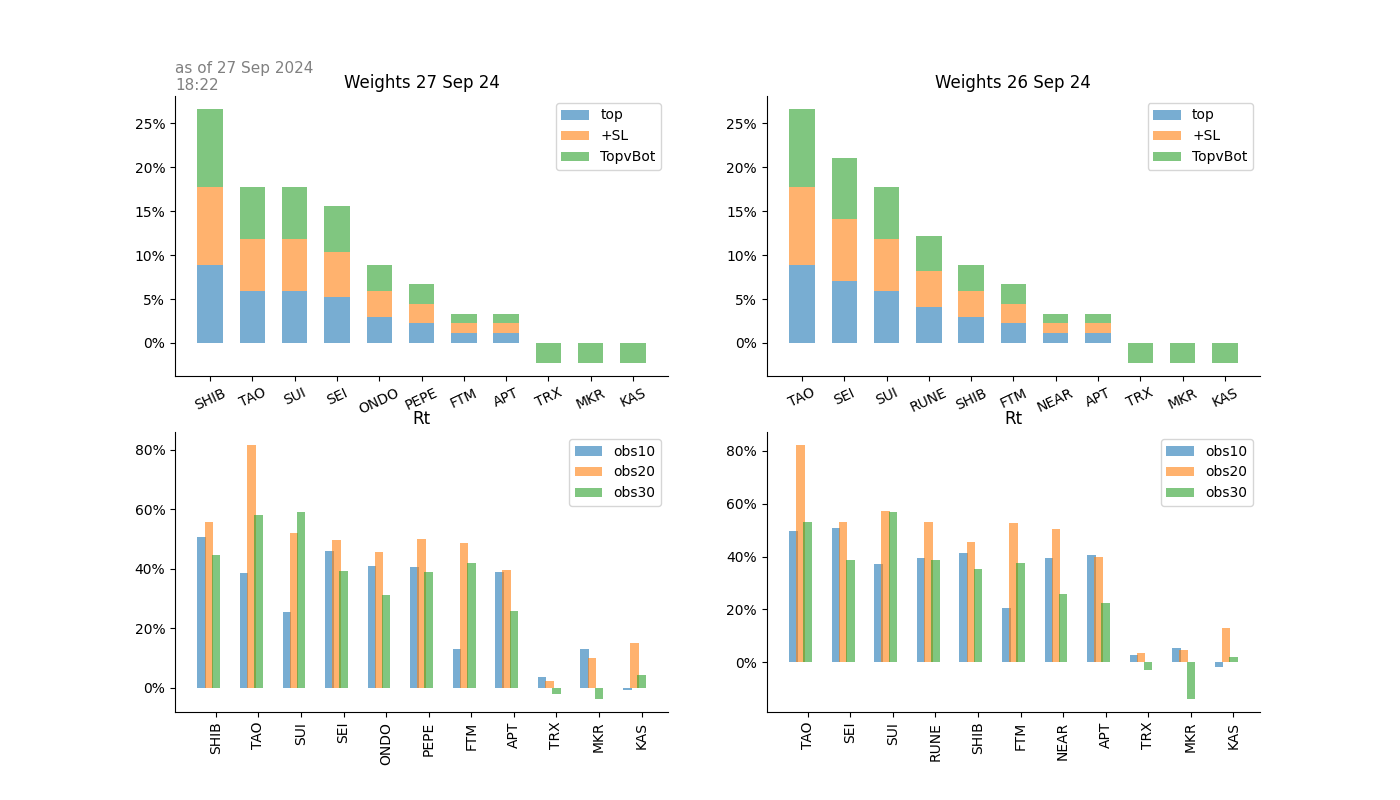 as of 27 Sep 2024
18:22
Weights 27 Sep 24
25%
20%
15%
10%
5%
0%
top
+SL
TopvBot
SHIB TAO SUI SEI ONDO PEPE FTM APT TRX MKR KAS
Weights 26 Sep 24
25%
20%
15%
10%
5%
0%
top
+SL
TopvBot
TAO SEI SUI RUNE SHIB FTM NEAR APT TRX MKR KAS
Rt
80%
60%
40%
20%
0%
obs10
obs20
obs30
SHIB TAO SUI SEI ONDO PEPE FTM APT TRX MKR KAS
Rt
80%
60%
40%
20%
0%
obs10
obs20
obs30
TAO SEI SUI RUNE SHIB FTM NEAR APT TRX MKR KAS